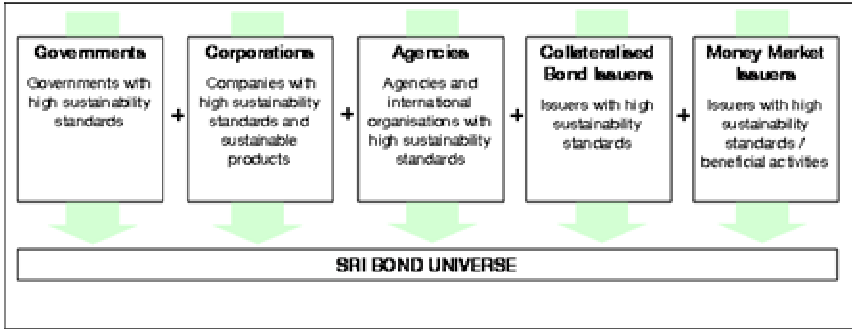 Governments
Governments with
high sustainability
standards
+
Corporations
Companies with
high sustainability
standards and
sustainable
products
+
Agencies
Agencies and
international
organisations with
high sustainability
standards
+
Collateralised
Bond Issuers
Issuers with high
sustainability
standards
+
Money Market
Issuers
Issuers with high
sustainability
standards /
beneficial activities
SRI BOND UNIVERSE